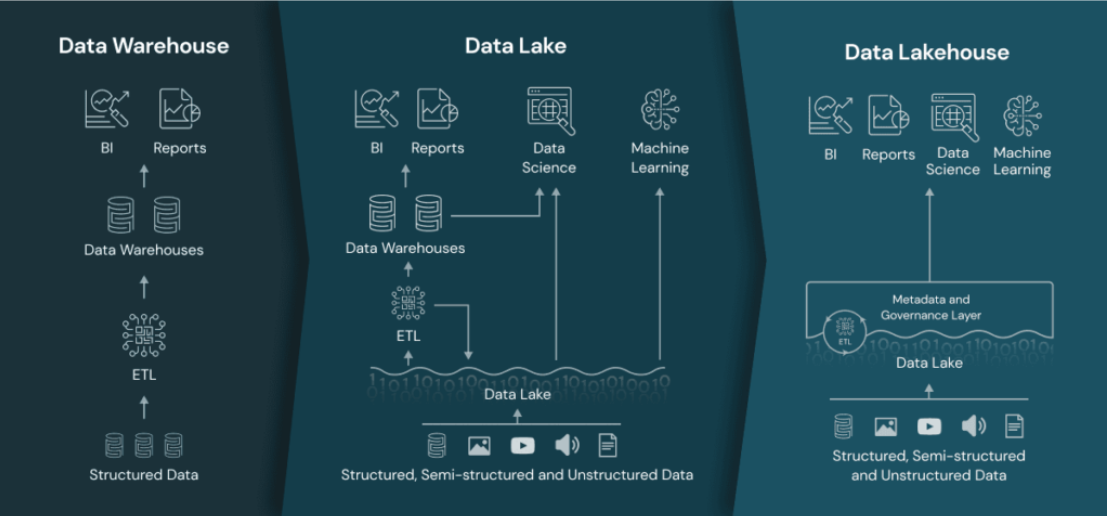 Data Warehouse
BI
Reports
Data Warehouses
ETL
Structured Data
Data Lake
BI
Reports
Data
Science
Machine
Learning
Data Warehouses
ETL
Data Lake
Structured, Semi-structured and Unstructured Data
Data Lakehouse
BI
Reports
Data
Science
Machine
Learning
Metadata and
Governance Layer
ETL
Data Lake
Structured, Semi-structured
and Unstructured Data